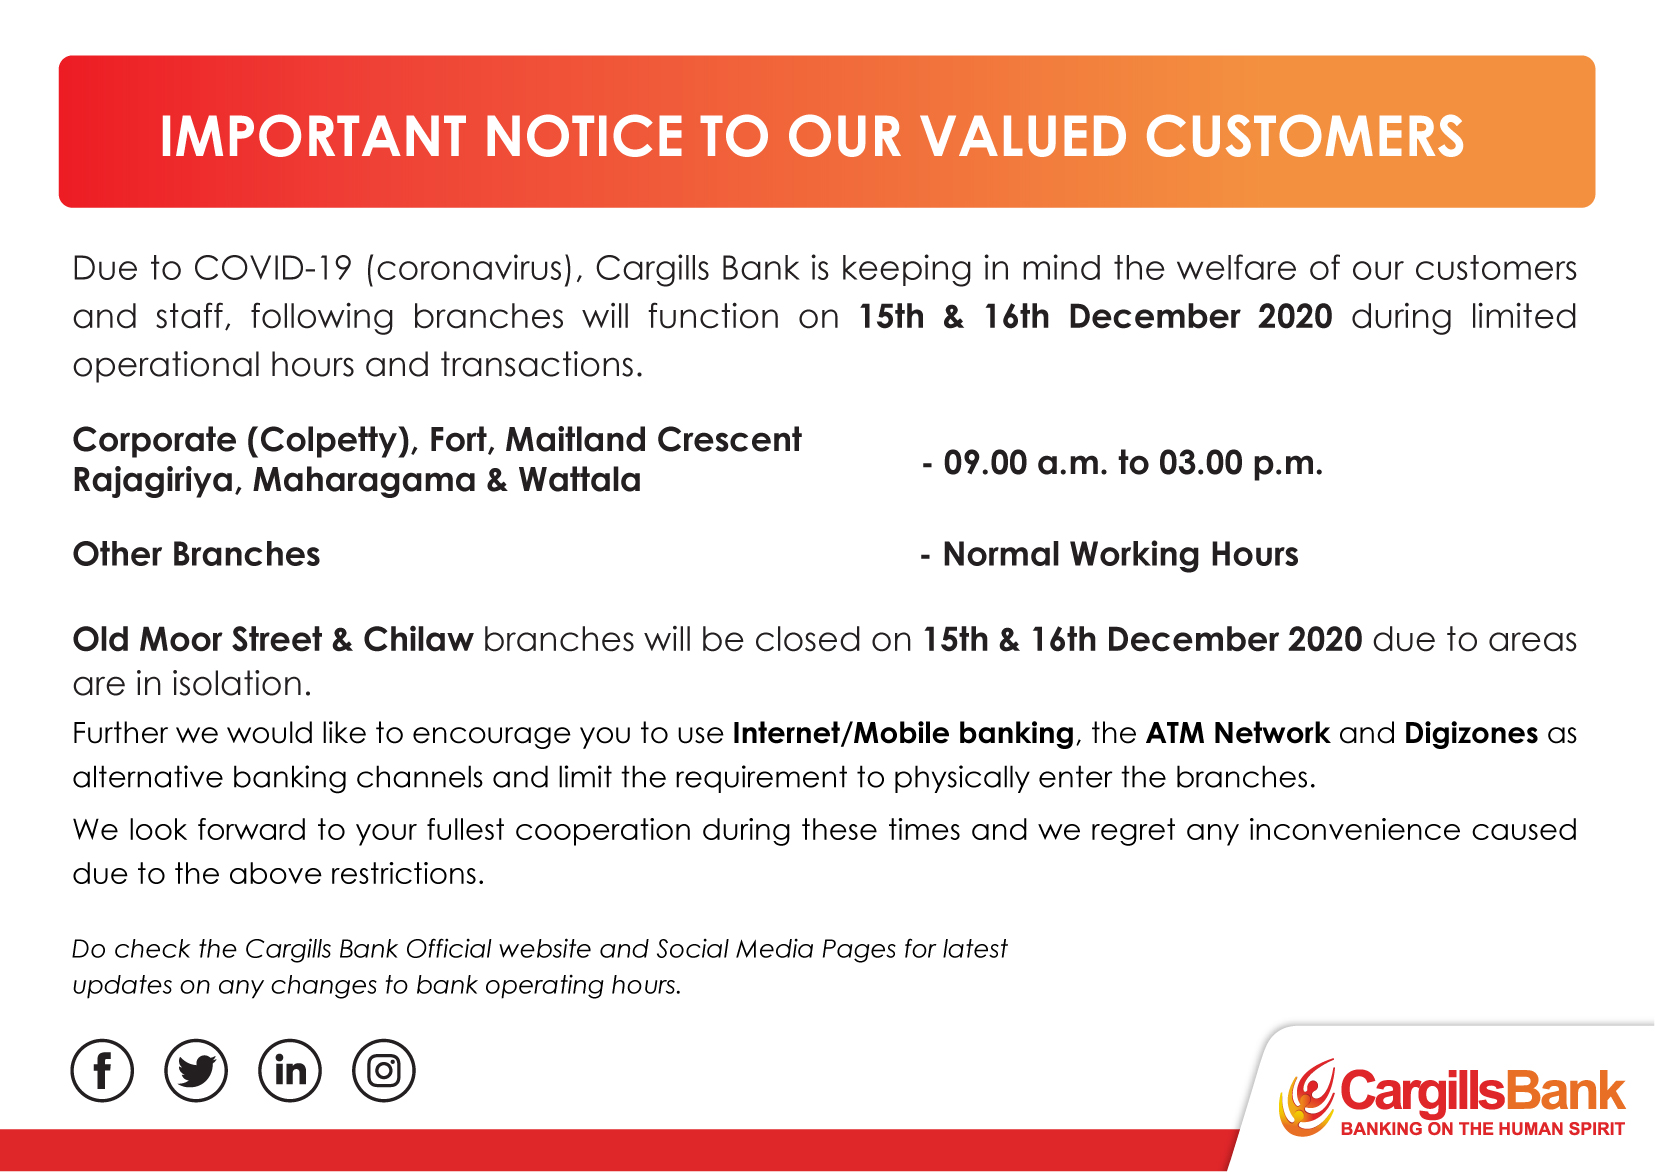 IMPORTANT NOTICE TO OUR VALUED CUSTOMERS
Due to COVID-19 (coronavirus), Cargills Bank is keeping in mind the welfare of our customers
and staff, following branches will function on 15th & 16th December 2020 during limited
operational hours and transactions.
Corporate (Colpetty), Fort, Maitland Crescent
Rajagiriya, Maharagama & Wattala
- 09.00 a.m. to 03.00 p.m.
Other Branches - Normal Working Hours
Old Moor Street & Chilaw branches will be closed on 15th & 16th December 2020 due to areas
are in isolation.
Further we would like to encourage you to use Internet/Mobile banking, the ATM Network and Digizones as
alternative banking channels and limit the requirement to physically enter the branches.
We look forward to your fullest cooperation during these times and we regret any inconvenience caused
due to the above restrictions.
Do check the Cargills Bank Official website and Social Media Pages for latest
updates on any changes to bank operating hours.
CargillsBank
BANKING ON THE HUMAN SPIRIT